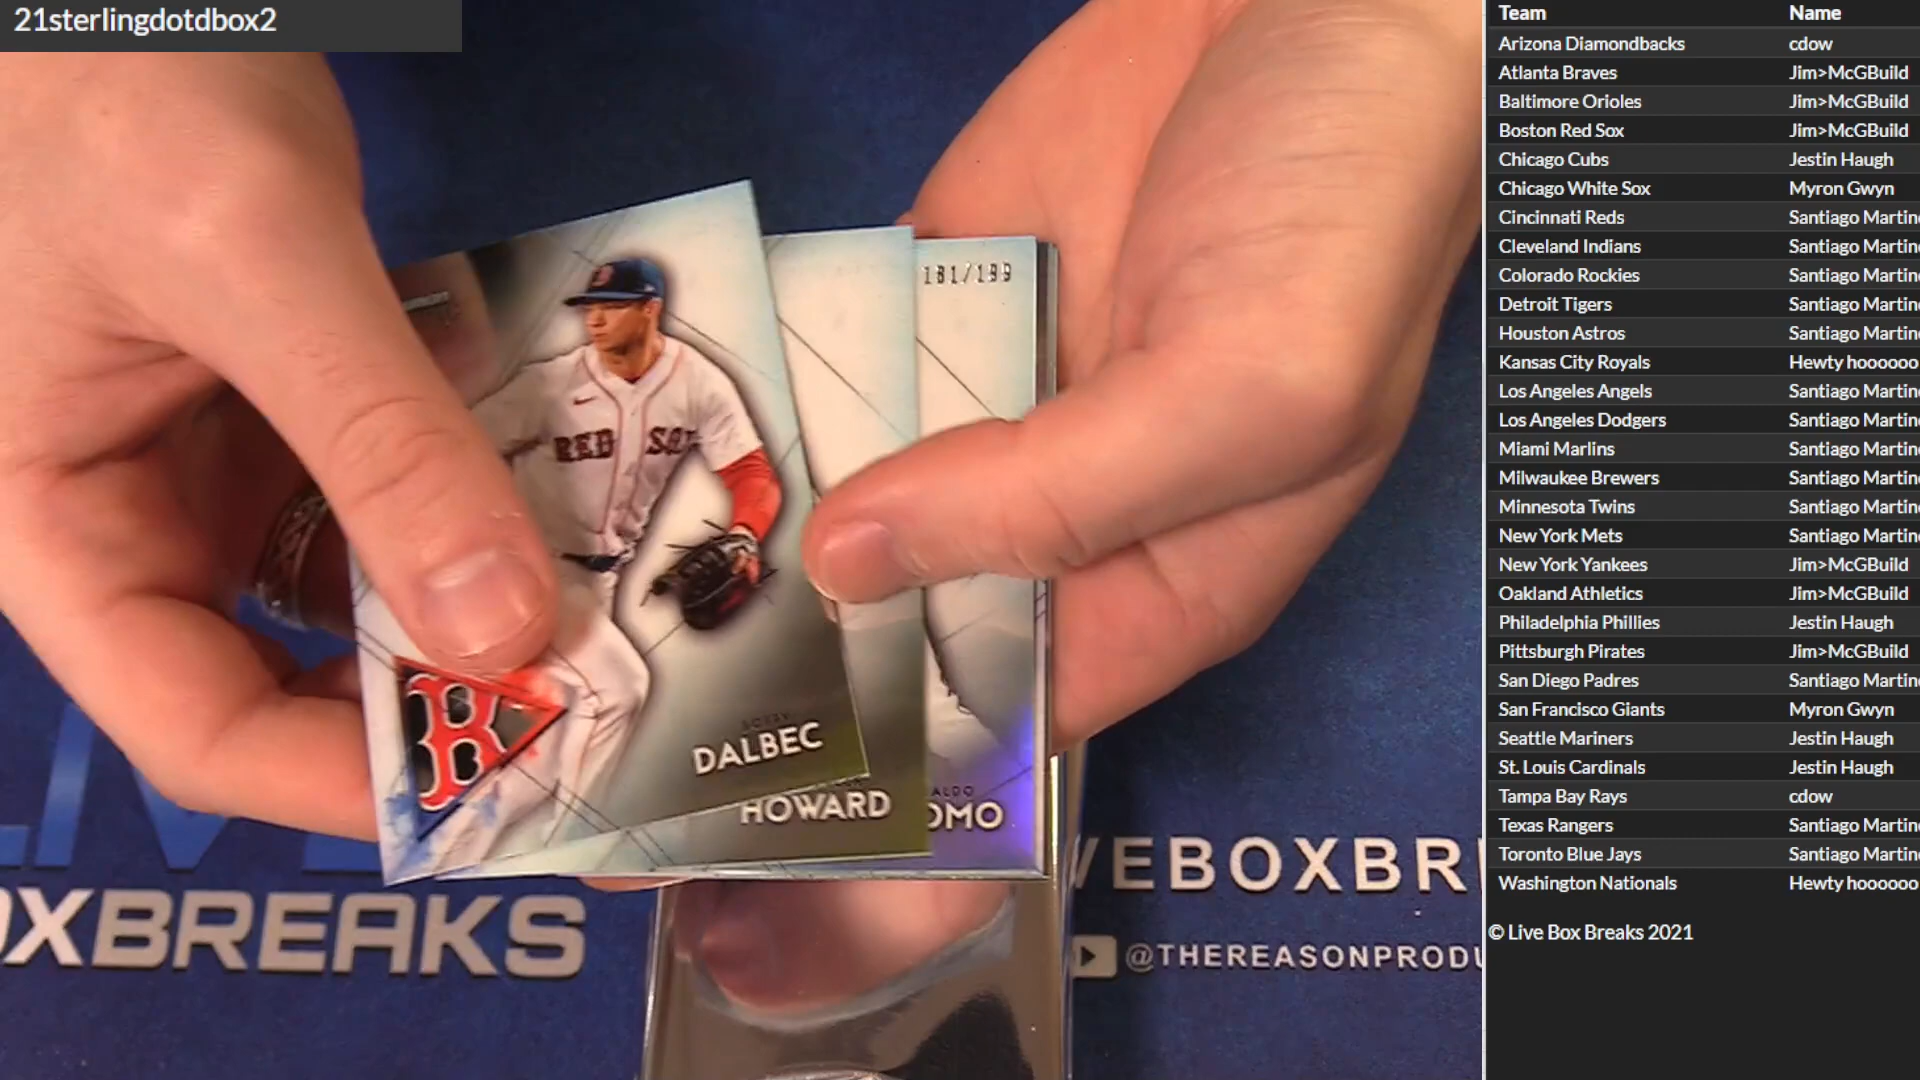 21sterlingdotdbox2
181/199
RED SO
B
BOBBY
DALBEC
HOWARD
ALDO
OMO
OXBREAKS
VEBOXBR
@THEREASONPRODU
Team Name
Arizona Diamondbacks cdow
Atlanta Braves Jim>McGBuild
Baltimore Orioles Jim>McGBuild
Boston Red Sox Jim>McGBuild
Chicago Cubs Jestin Haugh
Chicago White Sox Myron Gwyn
Cincinnati Reds Santiago Martin
Cleveland Indians Santiago Martin
Colorado Rockies Santiago Martin
Detroit Tigers Santiago Martin
Houston Astros Santiago Martin
Kansas City Royals Hewty hoooooo
Los Angeles Angels Santiago Martin
Los Angeles Dodgers Santiago Martin
Miami Marlins Santiago Martin
Milwaukee Brewers Santiago Martin
Minnesota Twins Santiago Martin
New York Mets Santiago Martin
New York Yankees Jim>McGBuild
Oakland Athletics Jim>McGBuild
Philadelphia Phillies Jestin Haugh
Pittsburgh Pirates Jim>McGBuild
San Diego Padres Santiago Martin
San Francisco Giants Myron Gwyn
Seattle Mariners Jestin Haugh
St. Louis Cardinals Jestin Haugh
Tampa Bay Rays cdow
Texas Rangers Santiago Martin
Toronto Blue Jays Santiago Martin
Washington Nationals Hewty hoooooo
© Live Box Breaks 2021